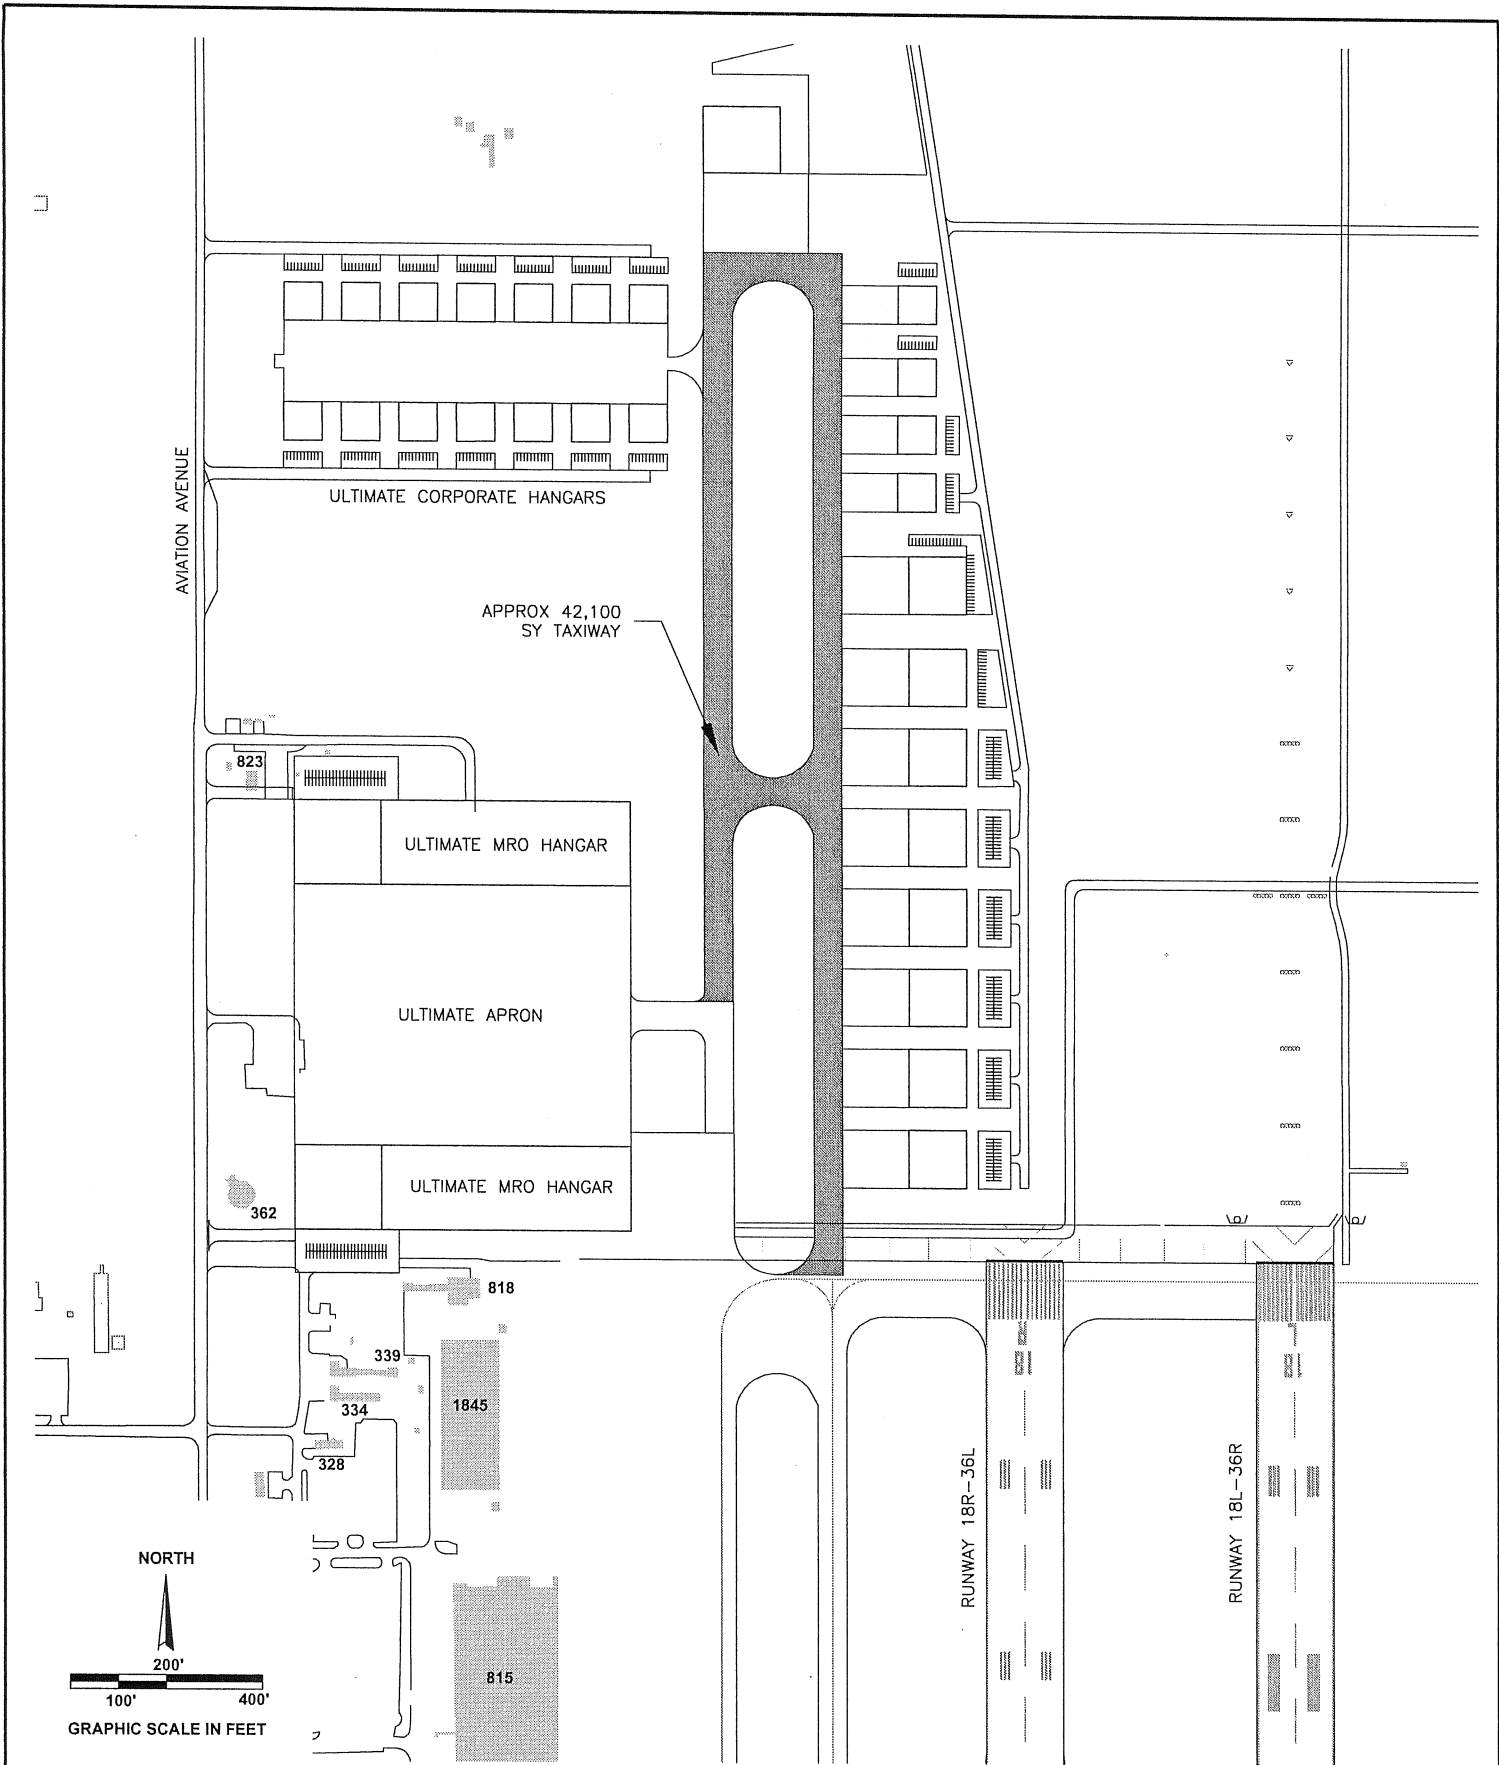 AVIATION AVENUE
ULTIMATE CORPORATE HANGARS
APPROX 42,100
SY TAXIWAY
823
ULTIMATE MRO HANGAR
ULTIMATE APRON
ULTIMATE MRO HANGAR
362
818
339
334
1845
328
RUNWAY 18R-36L
RUNWAY 18L-36R
R
18
L
18
815
NORTH
200'
100'
400'
GRAPHIC SCALE IN FEET